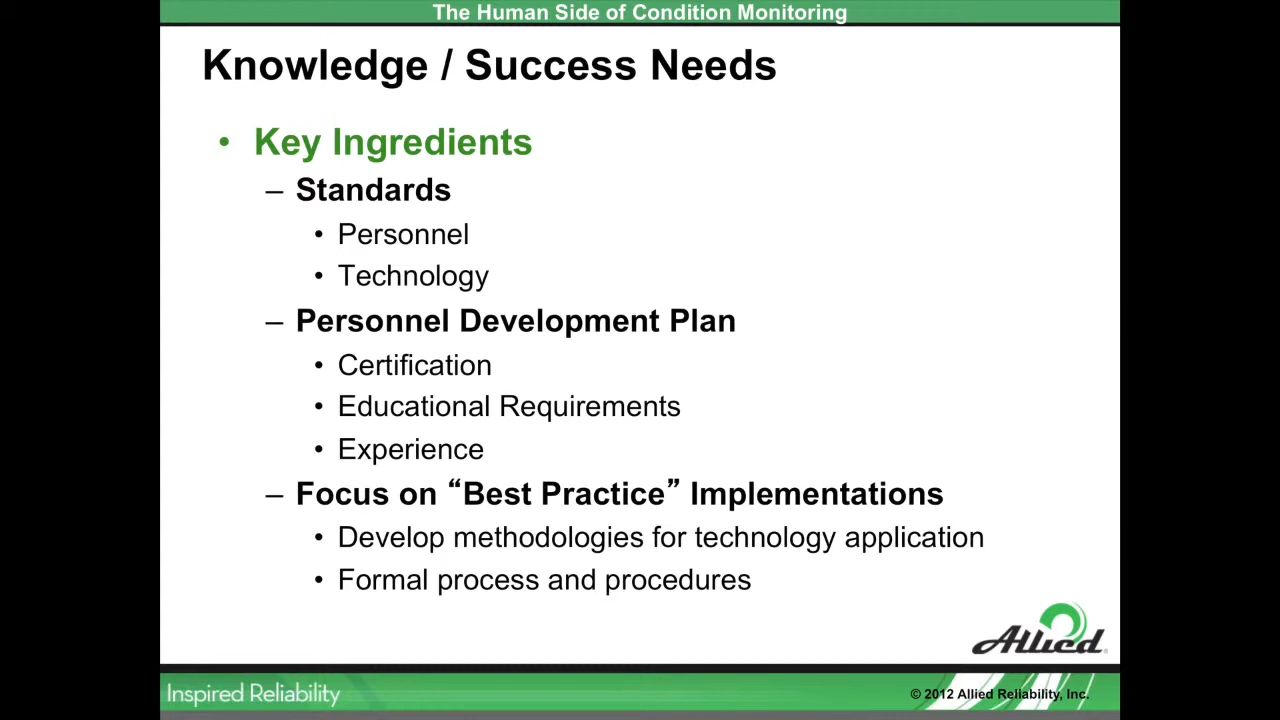 The Human Side of Condition Monitoring
Knowledge / Success Needs
• Key Ingredients
– Standards
• Personnel
• Technology
– Personnel Development Plan
• Certification
• Educational Requirements
• Experience
– Focus on “Best Practice” Implementations
• Develop methodologies for technology application
• Formal process and procedures
Allied®
Inspired Reliability
© 2012 Allied Reliability, Inc.